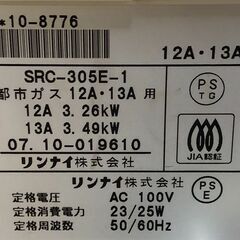 *10-8776
PS
TG
12A・13A
SRC-305E-1
都市ガス 12A・13A 用
12A 3.26kW
13A 3.49kW
07.10-019610
リンナイ株式会社
JIA認証
リンナイ株式会社
PS
E
定格電圧 AC 100V
定格消費電力 23/25W
定格周波数 50/60Hz